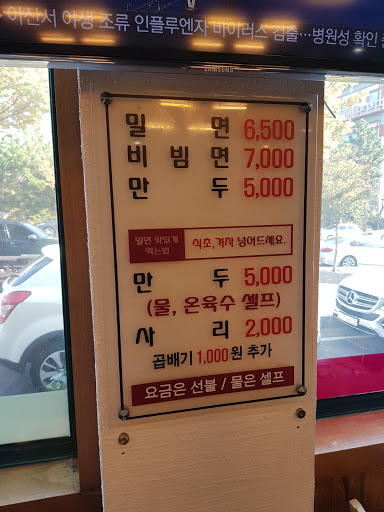 아산서 야생 조류 인플루엔자 바이러스 검출…병원성 확인
SAMSUNG
밀 면 6,500
비 빔 면 7,000
만 두 5,000
밀면 맛있게 먹는법
식초,겨자 넣어드세요.
만 두 5,000
(물, 온육수 셀프)
사 리 2,000
곱배기 1,000원 추가
요금은 선불 / 물은 셀프